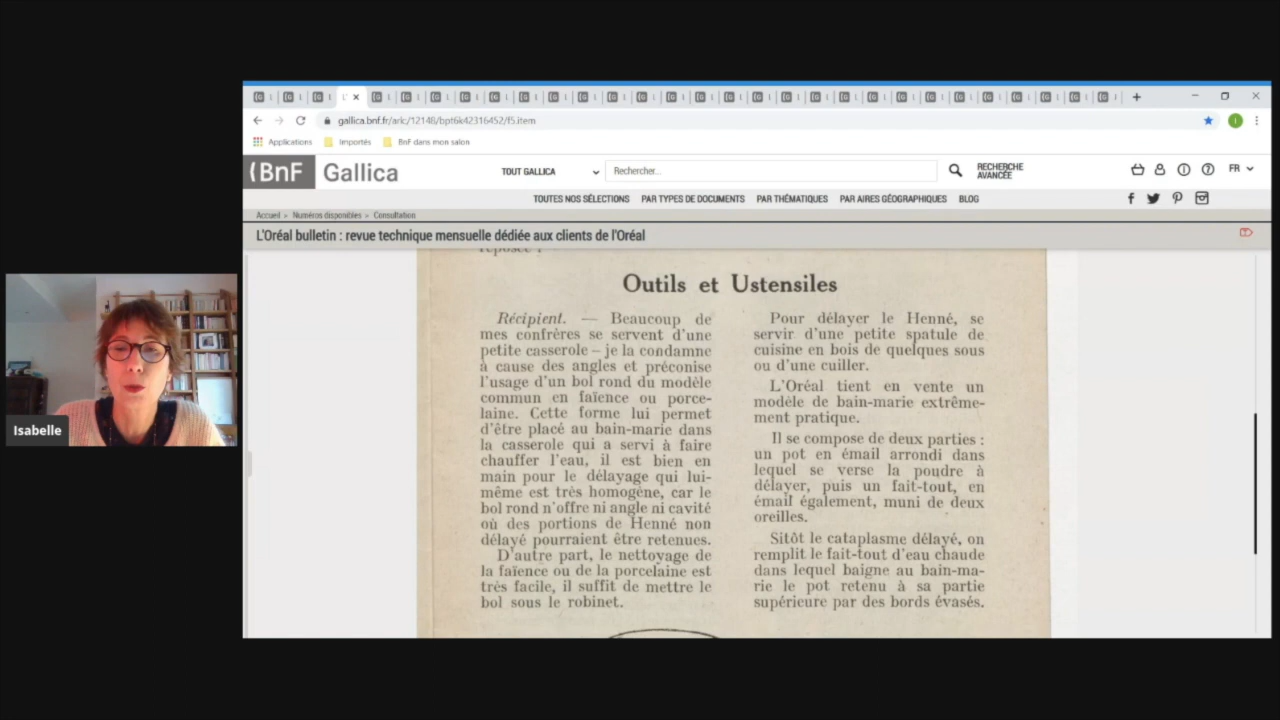 gallica.bnf.fr/ark:/12148/bpt6k42316452/f5.item
Applications Importés BnF dans mon salon
BnF Gallica
TOUT GALLICA
Rechercher...
RECHERCHE
AVANCÉE
FR
TOUTES NOS SÉLECTIONS PAR TYPES DE DOCUMENTS PAR THÉMATIQUES PAR AIRES GÉOGRAPHIQUES BLOG
Accueil > Numéros disponibles > Consultation
L'Oréal bulletin : revue technique mensuelle dédiée aux clients de l'Oréal
Outils et Ustensiles
Récipient. — Beaucoup de
mes confrères se servent d'une
petite casserole – je la condamne
à cause des angles et préconise
l'usage d'un bol rond du modèle
commun en faïence ou porce-
laine. Cette forme lui permet
d'être placé au bain-marie dans
la casserole qui a servi à faire
chauffer l'eau, il est bien en
main pour le délayage qui lui-
même est très homogène, car le
bol rond n'offre ni angle ni cavité
où des portions de Henné non
délayé pourraient être retenues.
D'autre part, le nettoyage de
la faïence ou de la porcelaine est
très facile, il suffit de mettre le
bol sous le robinet.
Pour délayer le Henné, se
servir d'une petite spatule de
cuisine en bois de quelques sous
ou d'une cuiller.
L'Oréal tient en vente un
modèle de bain-marie extrême-
ment pratique.
Il se compose de deux parties :
un pot en émail arrondi dans
lequel se verse la poudre à
délayer, puis un fait-tout, en
émail également, muni de deux
oreilles.
Sitôt le cataplasme délayé, on
remplit le fait-tout d'eau chaude
dans lequel baigne au bain-ma-
rie le pot retenu à sa partie
supérieure par des bords évasés.
Isabelle